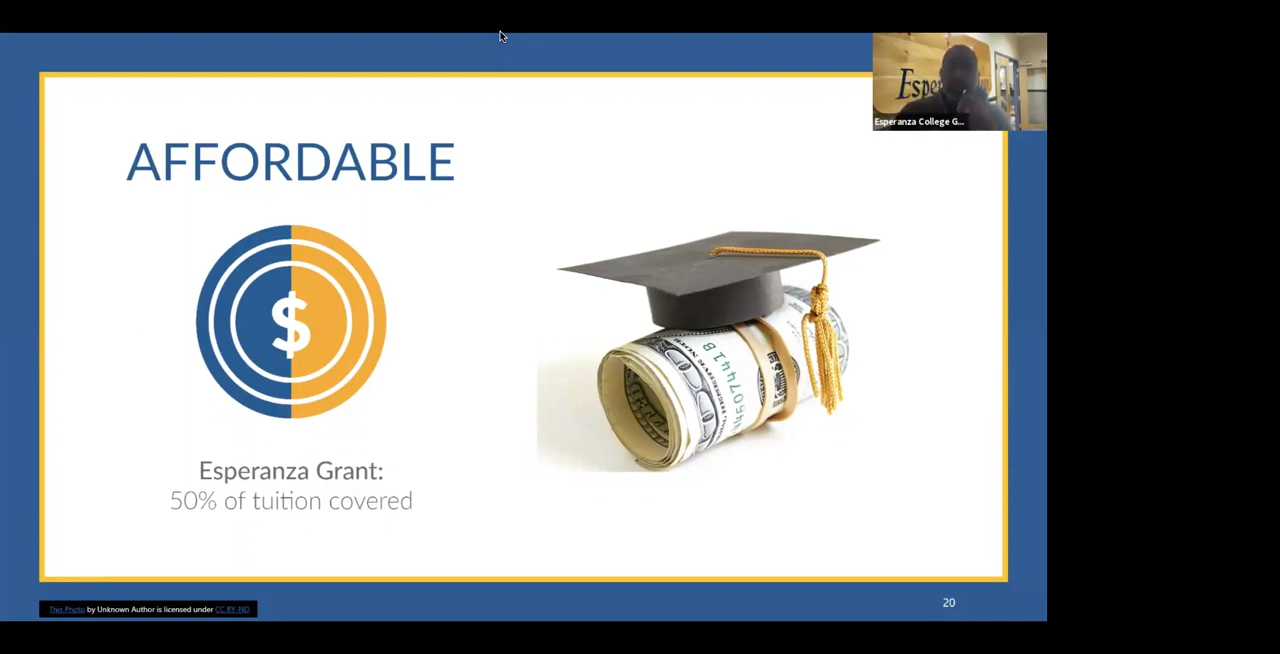 Espe
Esperanza College G...
AFFORDABLE
$
Esperanza Grant:
50% of tuition covered
This Photo by Unknown Author is licensed under CC BY-ND
20